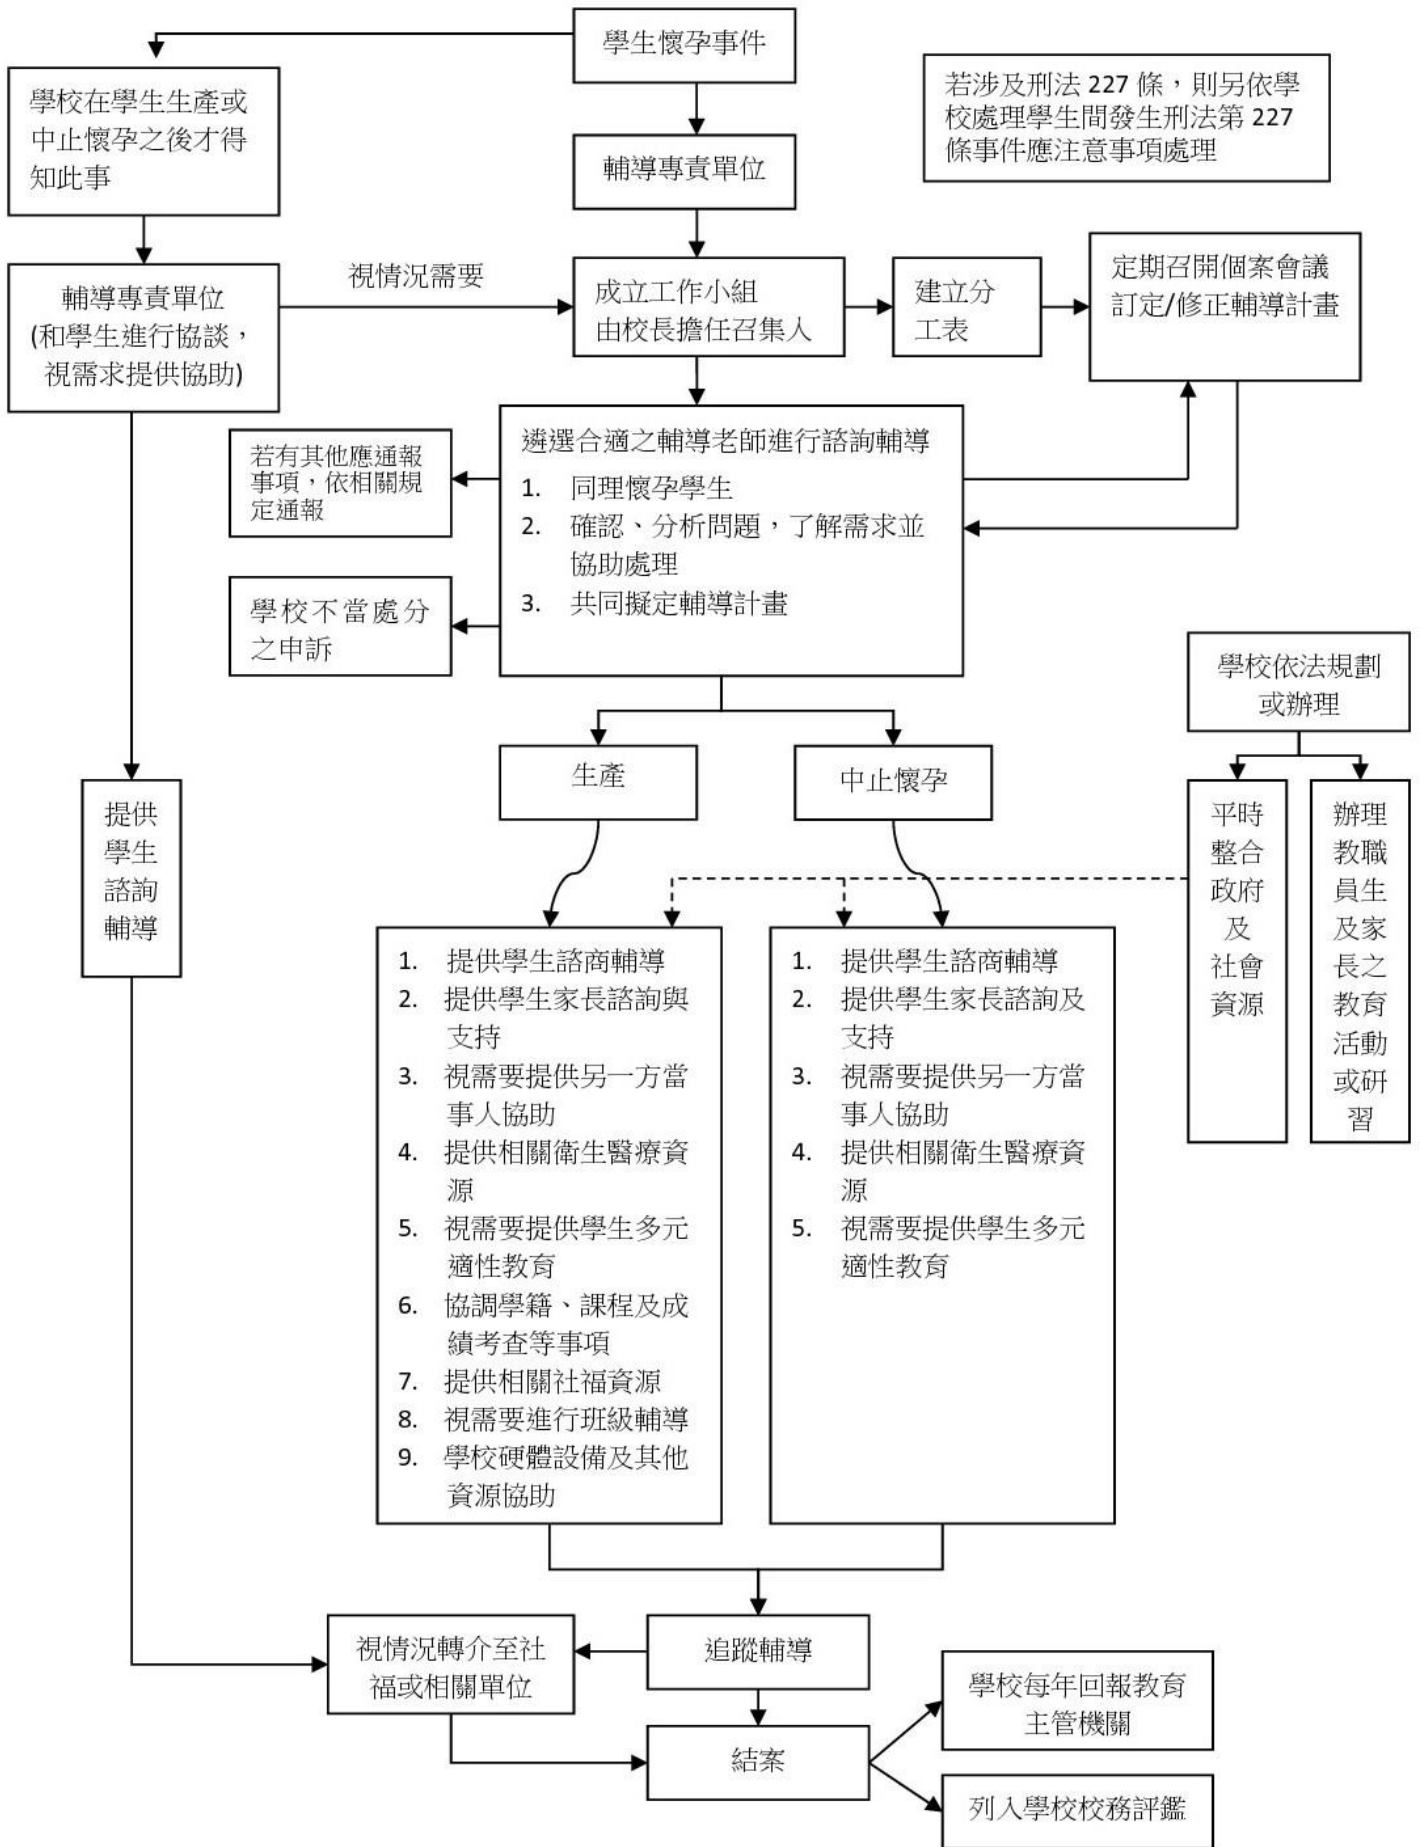 學生懷孕事件
若涉及刑法 227 條，則另依學
校處理學生間發生刑法第 227
條事件應注意事項處理
學校在學生生產或
中止懷孕之後才得
知此事
輔導專責單位
輔導專責單位
(和學生進行協談，
視需求提供協助)
視情況需要
成立工作小組
由校長擔任召集人
建立分
工表
定期召開個案會議
訂定/修正輔導計畫
遴選合適之輔導老師進行諮詢輔導
1. 同理懷孕學生
2. 確認、分析問題，了解需求並
協助處理
3. 共同擬定輔導計畫
若有其他應通報
事項，依相關規
定通報
學校不當處分
之申訴
學校依法規劃
或辦理
生產
中止懷孕
提供
學生
諮詢
輔導
平時
整合
政府
及
社會
資源
辦理
教職
員生
及家
長之
教育
活動
或研
習
1. 提供學生諮商輔導
2. 提供學生家長諮詢與
支持
3. 視需要提供另一方當
事人協助
4. 提供相關衛生醫療資
源
5. 視需要提供學生多元
適性教育
6. 協調學籍、課程及成
績考查等事項
7. 提供相關社福資源
8. 視需要進行班級輔導
9. 學校硬體設備及其他
資源協助
1. 提供學生諮商輔導
2. 提供學生家長諮詢及
支持
3. 視需要提供另一方當
事人協助
4. 提供相關衛生醫療資
源
5. 視需要提供學生多元
適性教育
視情況轉介至社
福或相關單位
追蹤輔導
結案
學校每年回報教育
主管機關
列入學校校務評鑑